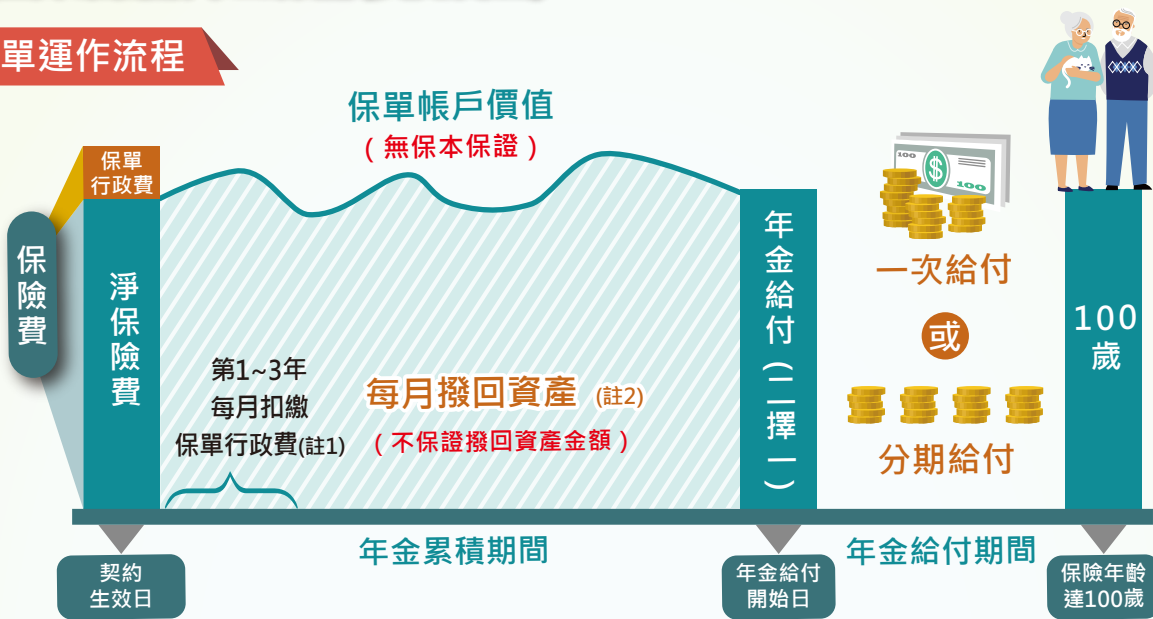 單運作流程
保單帳戶價值
(無保本保證)
保單
行政費
保險費
淨保險費
第1~3年
每月扣繳
保單行政費(註1)
每月撥回資產 (註2)
(不保證撥回資產金額)
年金給付(二擇一)
100
$
100
一次給付
或
分期給付
100
歲
年金累積期間
年金給付期間
契約
生效日
年金給付
開始日
保險年齡
達100歲